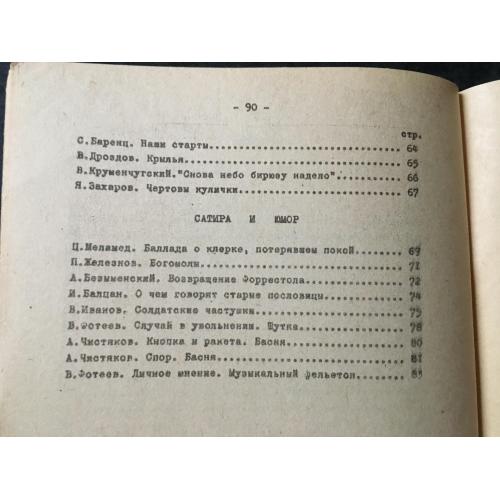 - 90 -
стр.
С.Баренц. Наши старты................................ 64
В.Дроздов. Крылья.................................... 65
В.Круменчугский."Снова небо бирюзу надело"........... 66
Я.Захаров. Чертовы кулички........................... 67
САТИРА И ЮМОР
Ц.Меламед. Баллада о клерке, потерявшем покой........ 69
П.Железнов. Богомолы................................. 71
А.Безыменский. Возвращение Форрестола................ 72
И.Балцан. О чем говорят старые пословицы............. 74
В.Иванов. Солдатские частушки........................ 75
В.Фотеев. Случай в увольнении. Шутка................. 78
А.Чистяков. Кнопка и ракета. Басня................... 80
А.Чистяков. Спор. Басня.............................. 81
В.Фотеев. Личное мнение. Музыкальный фельетон........ 83